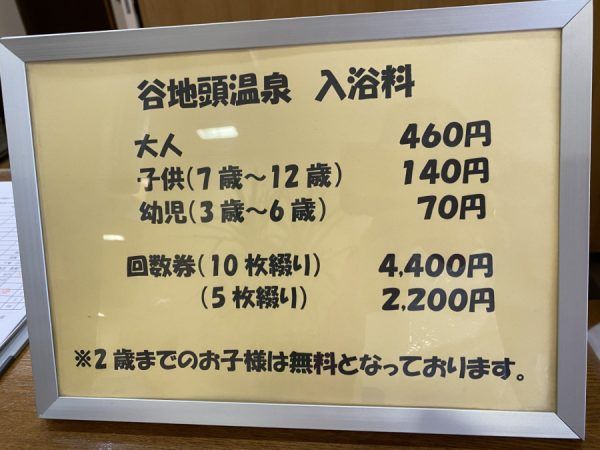 谷地頭温泉 入浴料
大人 460円
子供(7歳～12歳) 140円
幼児(3歳～6歳) 70円
回数券(10枚綴り) 4,400円
(5枚綴り) 2,200円
※2歳までのお子様は無料となっております。